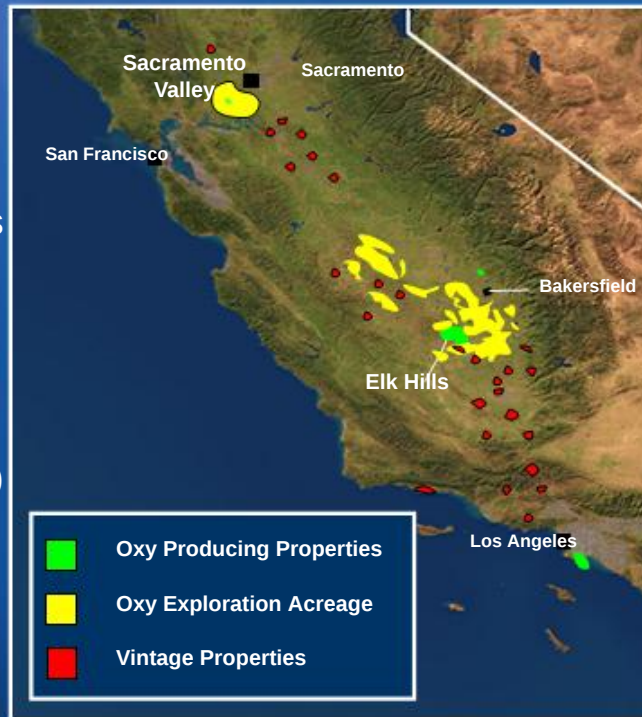 Sacramento
Valley
Sacramento
San Francisco
Bakersfield
Elk Hills
Los Angeles
Oxy Producing Properties
Oxy Exploration Acreage
Vintage Properties